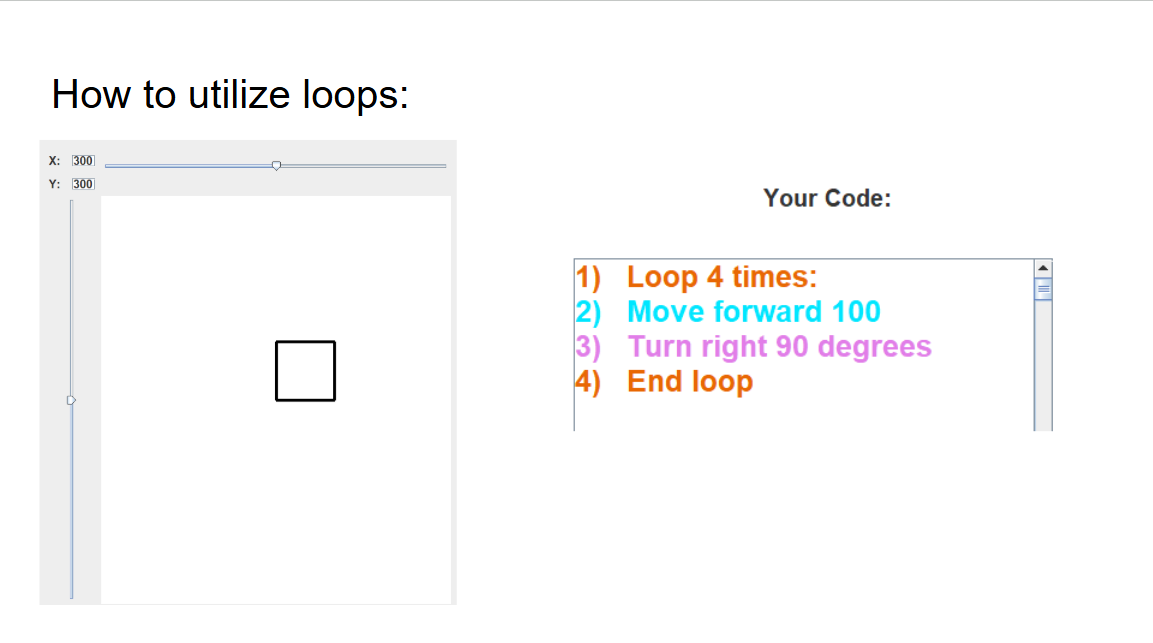 How to utilize loops:
X: 300
Y: 300
Your Code:
1) Loop 4 times:
2) Move forward 100
3) Turn right 90 degrees
4) End loop